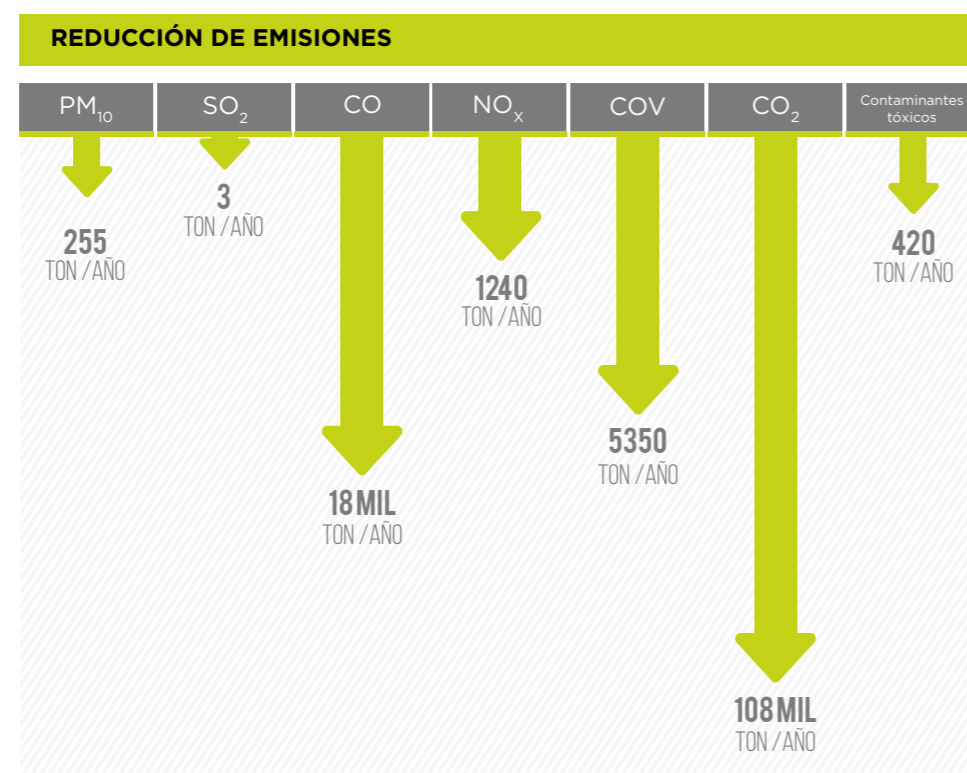 REDUCCIÓN DE EMISIONES
PM₁₀
255
TON /AÑO
SO₂
3
TON /AÑO
CO
18 MIL
TON /AÑO
NOₓ
1240
TON /AÑO
COV
5350
TON /AÑO
CO₂
108 MIL
TON /AÑO
Contaminantes
tóxicos
420
TON /AÑO